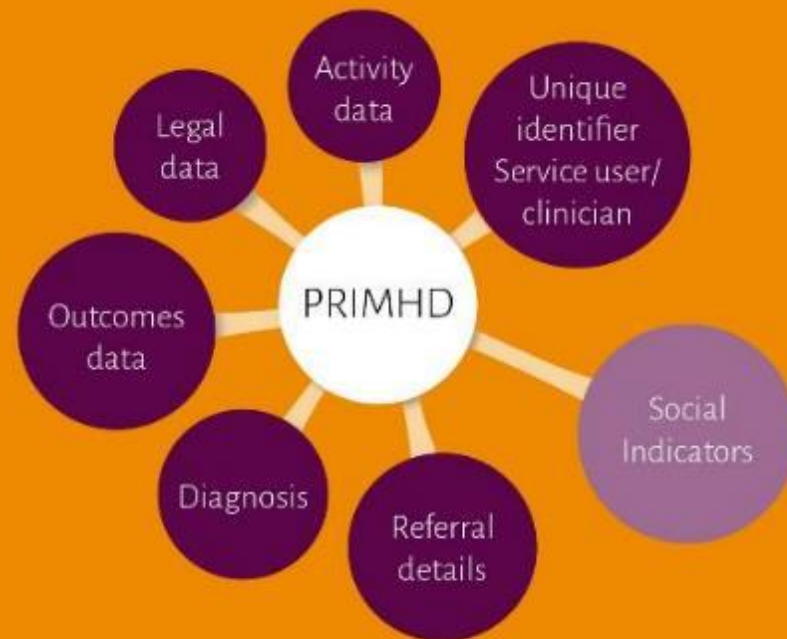 Activity
data
Unique
identifier
Service user/
clinician
Legal
data
PRIMHD
Outcomes
data
Social
Indicators
Diagnosis
Referral
details